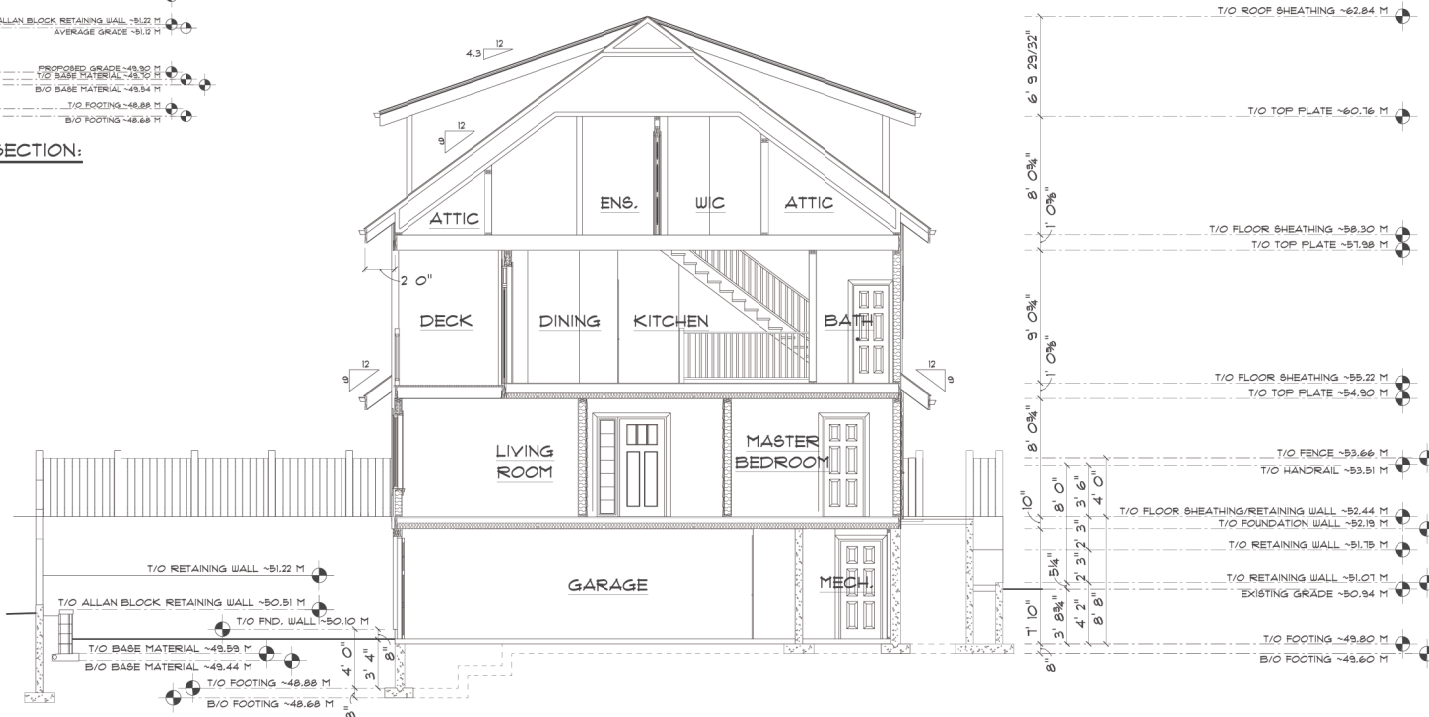 ALLAN BLOCK RETAINING WALL ~51.22 M
AVERAGE GRADE ~51.12 M
PROPOSED GRADE ~49.90 M
T/O BASE MATERIAL ~49.70 M
B/O BASE MATERIAL ~49.54 M
T/O FOOTING ~48.88 M
B/O FOOTING ~48.68 M
SECTION:
12
4.3
12
9
ATTIC
ENS.
WIC
ATTIC
2 0"
DECK
DINING
KITCHEN
BATH
12
9
12
9
LIVING
ROOM
MASTER
BEDROOM
GARAGE
MECH.
T/O RETAINING WALL ~51.22 M
T/O ALLAN BLOCK RETAINING WALL ~50.51 M
T/O FND. WALL ~50.10 M
T/O BASE MATERIAL ~49.59 M
B/O BASE MATERIAL ~49.44 M
T/O FOOTING ~48.88 M
B/O FOOTING ~48.68 M
4' 0"
3' 4"
8"
8"
T/O ROOF SHEATHING ~62.84 M
6' 9 29/32"
T/O TOP PLATE ~60.76 M
8' 0¾"
1' 0⅜"
T/O FLOOR SHEATHING ~58.30 M
T/O TOP PLATE ~57.98 M
9' 0¾"
1' 0⅜"
T/O FLOOR SHEATHING ~55.22 M
T/O TOP PLATE ~54.90 M
8' 0¾"
T/O FENCE ~53.66 M
T/O HANDRAIL ~53.51 M
10"
8' 0"
3' 6"
4' 0"
T/O FLOOR SHEATHING/RETAINING WALL ~52.44 M
T/O FOUNDATION WALL ~52.19 M
T/O RETAINING WALL ~51.75 M
T/O RETAINING WALL ~51.07 M
EXISTING GRADE ~50.94 M
2' 3"
2' 3"
5¼"
7' 10"
3' 8¾"
4' 2"
8' 8"
8"
T/O FOOTING ~49.80 M
B/O FOOTING ~49.60 M